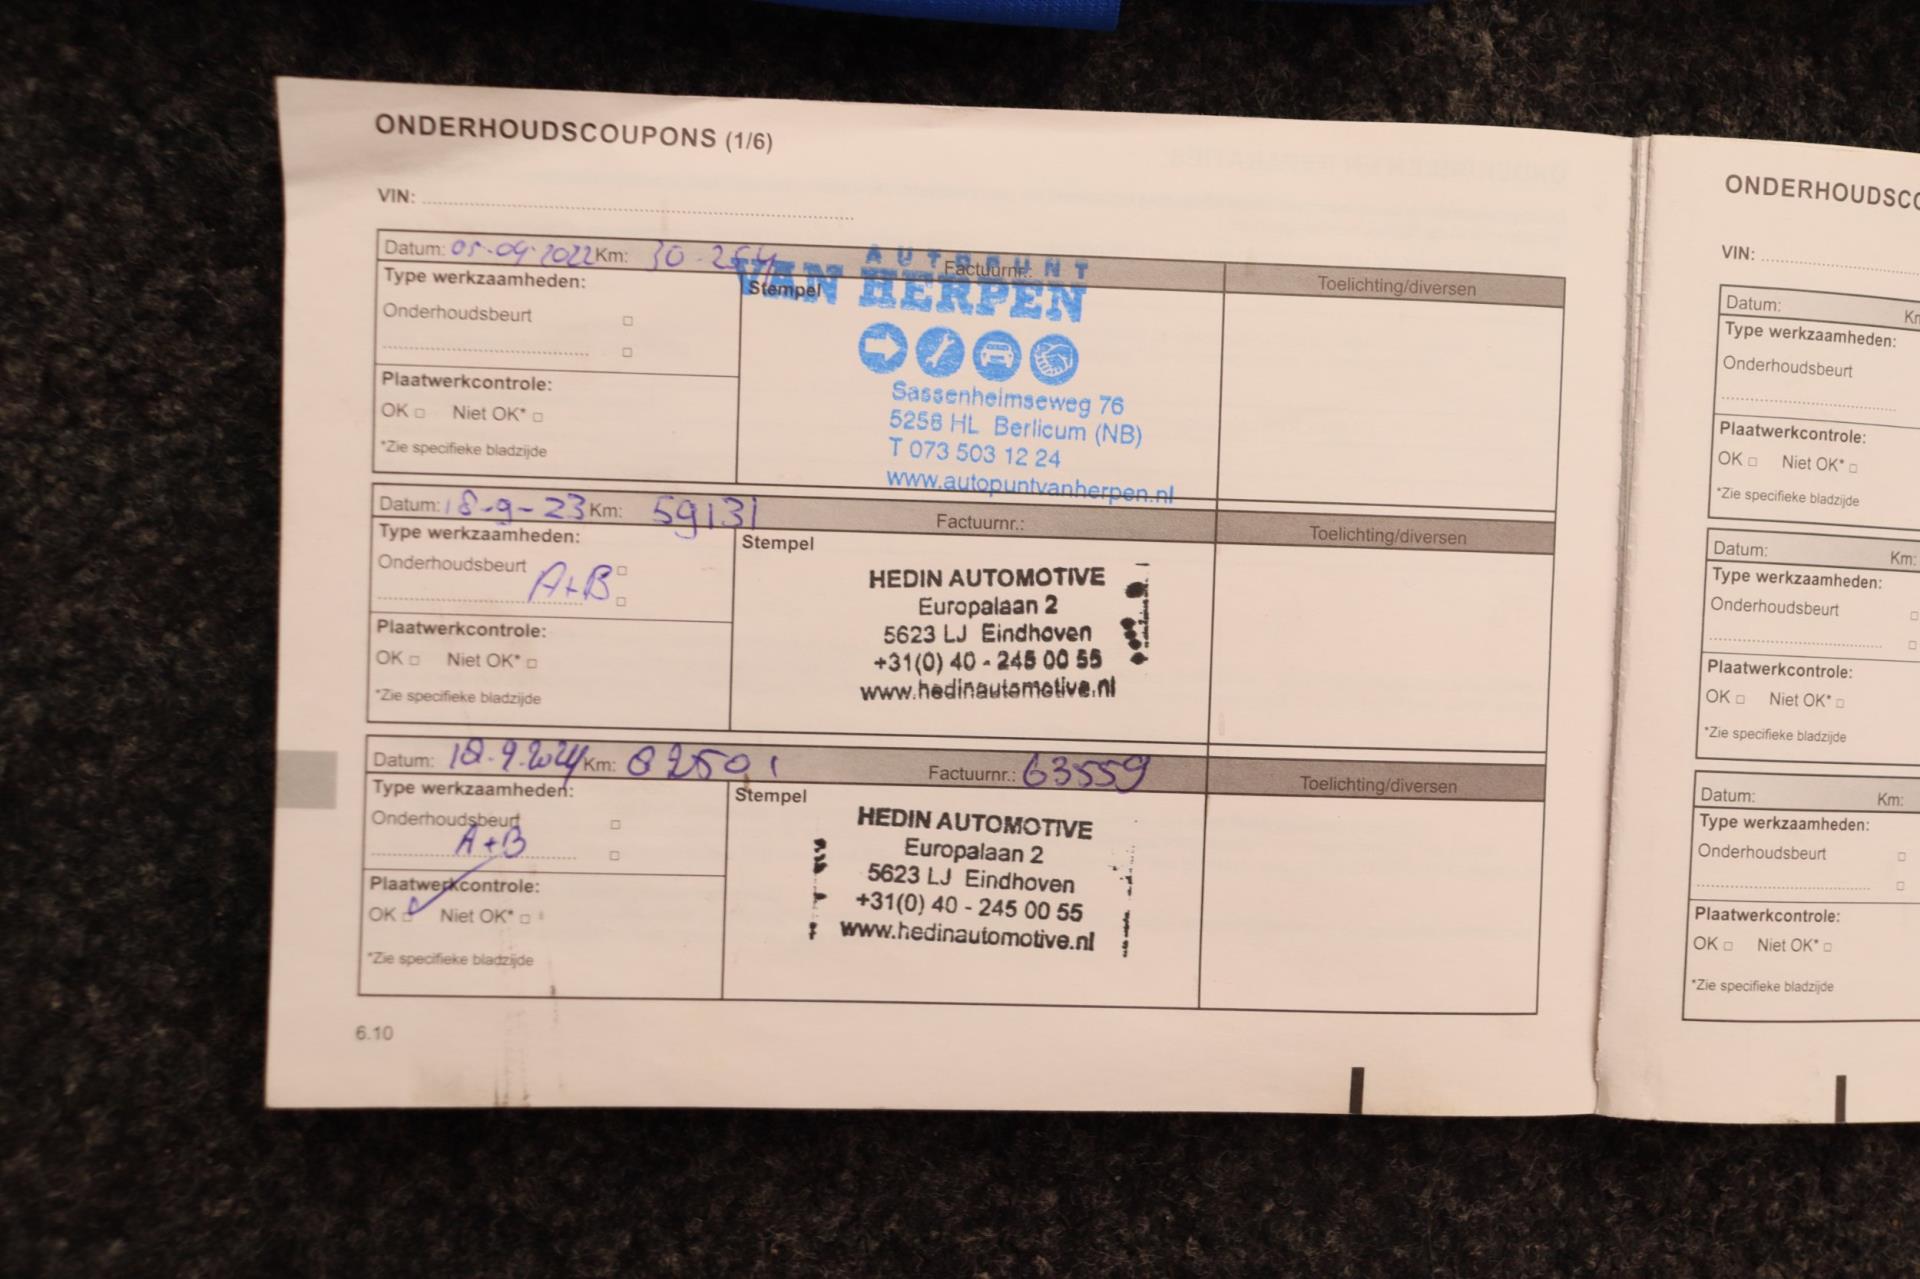 ONDERHOUDSCOUPONS (1/6)
VIN:
Datum: 05-04-2022 Km: 30-254 Factuurnr.: Toelichting/diversen
Type werkzaamheden:
Onderhoudsbeurt
Plaatwerkcontrole:
OK Niet OK*
*Zie specifieke bladzijde
Stempel
AUTOPUNT
VAN HERPEN
Sassenheimseweg 76
5258 HL Berlicum (NB)
T 073 503 12 24
www.autopuntvanherpen.nl
Datum: 18-9-23 Km: 59131 Factuurnr.: Toelichting/diversen
Type werkzaamheden:
Onderhoudsbeurt
A+B
Plaatwerkcontrole:
OK Niet OK*
*Zie specifieke bladzijde
Stempel
HEDIN AUTOMOTIVE
Europalaan 2
5623 LJ Eindhoven
+31(0) 40 - 245 00 55
www.hedinautomotive.nl
Datum: 18.9.2024 Km: 82501 Factuurnr.: 63559 Toelichting/diversen
Type werkzaamheden:
Onderhoudsbeurt
A+B
Plaatwerkcontrole:
OK Niet OK*
*Zie specifieke bladzijde
Stempel
HEDIN AUTOMOTIVE
Europalaan 2
5623 LJ Eindhoven
+31(0) 40 - 245 00 55
www.hedinautomotive.nl
6.10
ONDERHOUDSCO
VIN:
Datum: Km
Type werkzaamheden:
Onderhoudsbeurt
Plaatwerkcontrole:
OK Niet OK*
*Zie specifieke bladzijde
Datum: Km:
Type werkzaamheden:
Onderhoudsbeurt
Plaatwerkcontrole:
OK Niet OK*
*Zie specifieke bladzijde
Datum: Km:
Type werkzaamheden:
Onderhoudsbeurt
Plaatwerkcontrole:
OK Niet OK*
*Zie specifieke bladzijde